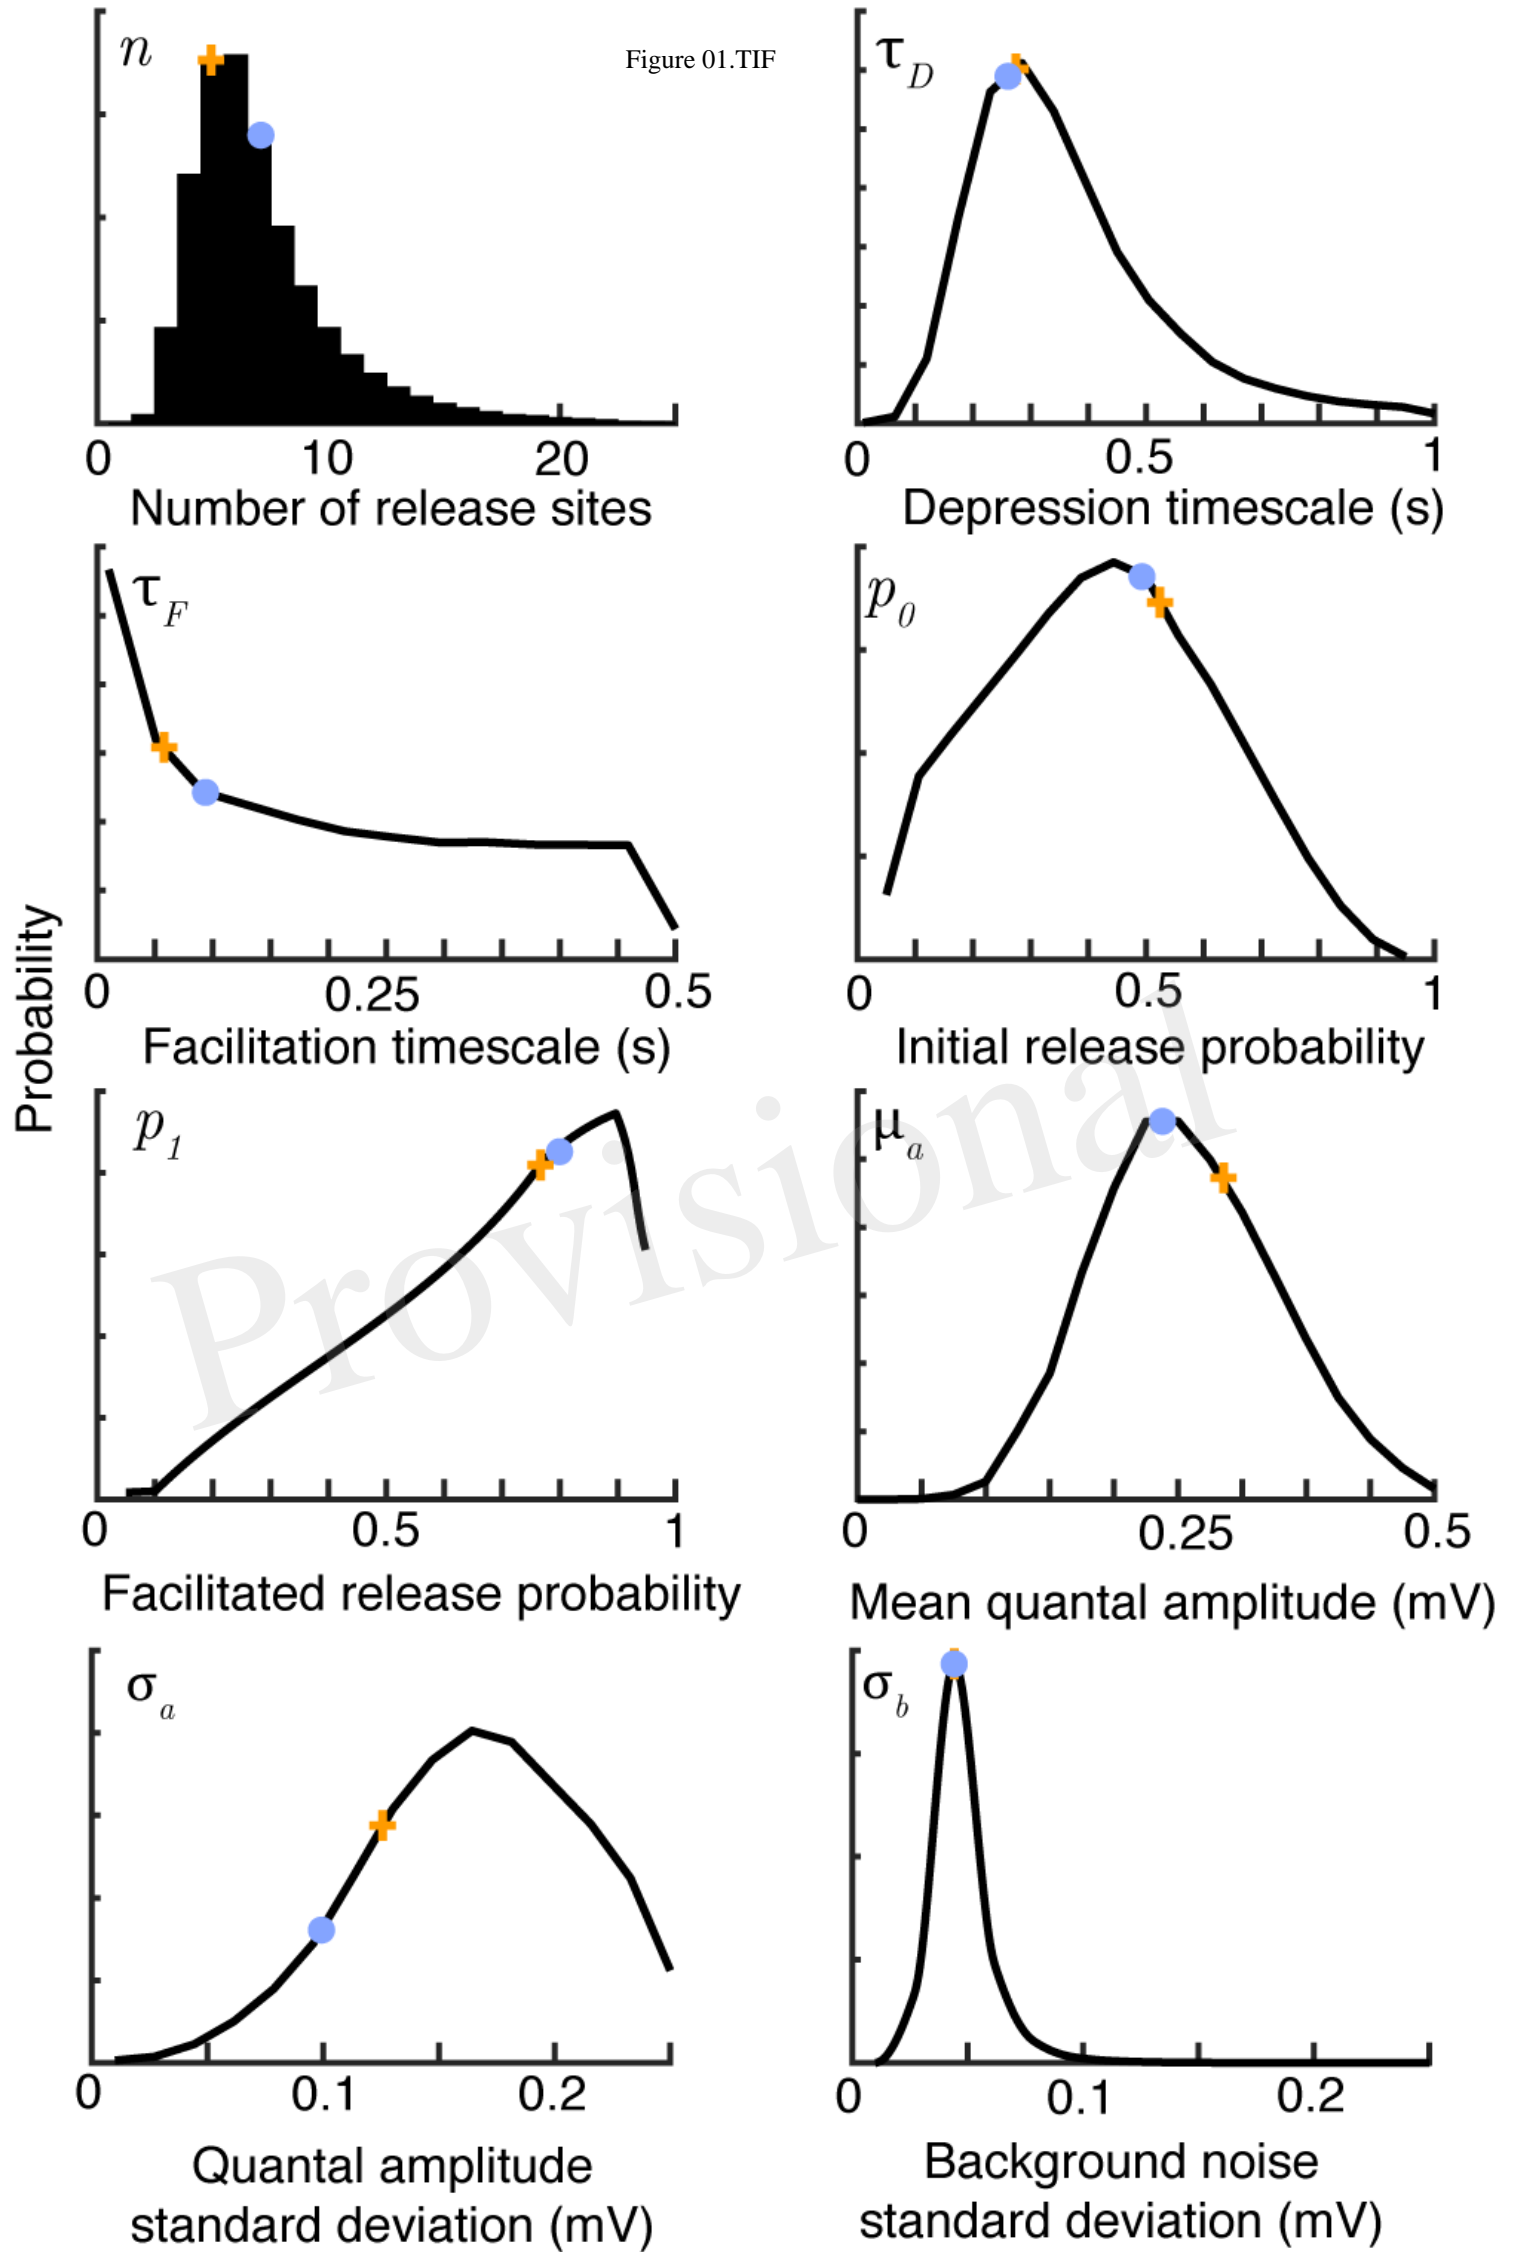 Figure 01.TIF
n
0 10 20
Number of release sites
τD
0 0.5 1
Depression timescale (s)
τF
0 0.25 0.5
Facilitation timescale (s)
p0
0 0.5 1
Initial release probability
Probability
p1
0 0.5 1
Facilitated release probability
μa
0 0.25 0.5
Mean quantal amplitude (mV)
Provisional
σa
0 0.1 0.2
Quantal amplitude
standard deviation (mV)
σb
0 0.1 0.2
Background noise
standard deviation (mV)